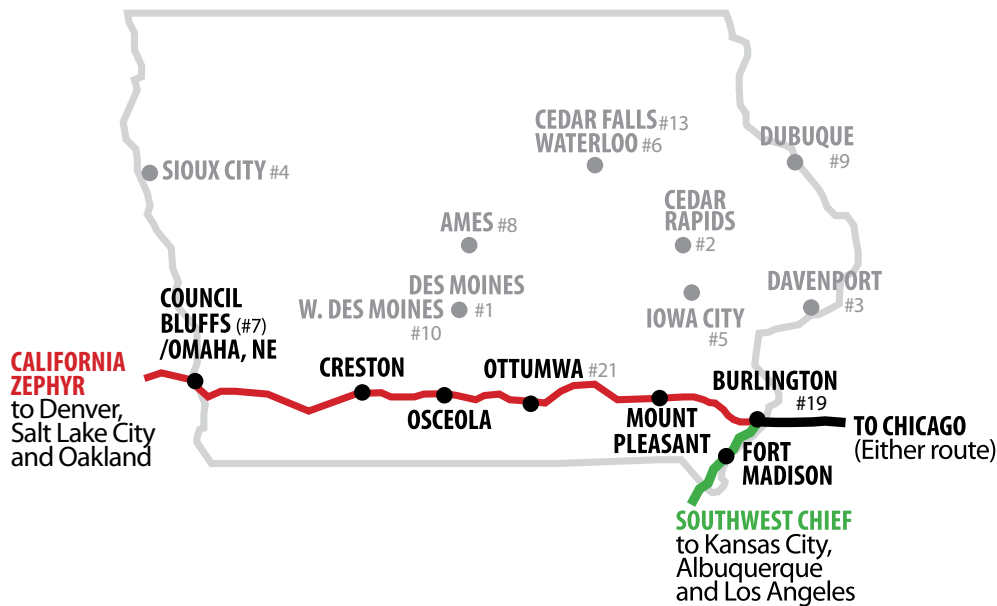 CEDAR FALLS #13
WATERLOO #6
DUBUQUE
#9
SIOUX CITY #4
CEDAR
RAPIDS
#2
AMES #8
DES MOINES
#1
W. DES MOINES
#10
DAVENPORT
#3
IOWA CITY
#5
COUNCIL
BLUFFS (#7)
/OMAHA, NE
CALIFORNIA
ZEPHYR
to Denver,
Salt Lake City
and Oakland
CRESTON
OSCEOLA
OTTUMWA #21
MOUNT
PLEASANT
BURLINGTON
#19
TO CHICAGO
(Either route)
FORT
MADISON
SOUTHWEST CHIEF
to Kansas City,
Albuquerque
and Los Angeles